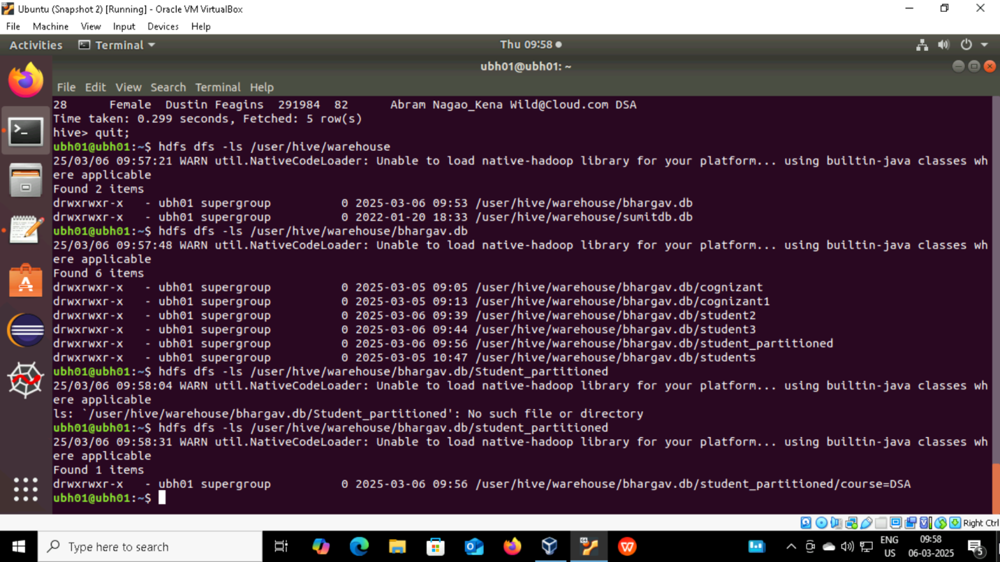 Ubuntu (Snapshot 2) [Running] - Oracle VM VirtualBox
File Machine View Input Devices Help
Activities Terminal Thu 09:58
ubh01@ubh01: ~
File Edit View Search Terminal Help
28 Female Dustin Feagins 291984 82 Abram Nagao_Kena Wild@Cloud.com DSA
Time taken: 0.299 seconds, Fetched: 5 row(s)
hive> quit;
ubh01@ubh01:~$ hdfs dfs -ls /user/hive/warehouse
25/03/06 09:57:21 WARN util.NativeCodeLoader: Unable to load native-hadoop library for your platform... using builtin-java classes wh
ere applicable
Found 2 items
drwxrwxr-x - ubh01 supergroup 0 2025-03-06 09:53 /user/hive/warehouse/bhargav.db
drwxrwxr-x - ubh01 supergroup 0 2022-01-20 18:33 /user/hive/warehouse/sumitdb.db
ubh01@ubh01:~$ hdfs dfs -ls /user/hive/warehouse/bhargav.db
25/03/06 09:57:48 WARN util.NativeCodeLoader: Unable to load native-hadoop library for your platform... using builtin-java classes wh
ere applicable
Found 6 items
drwxrwxr-x - ubh01 supergroup 0 2025-03-05 09:05 /user/hive/warehouse/bhargav.db/cognizant
drwxrwxr-x - ubh01 supergroup 0 2025-03-05 09:13 /user/hive/warehouse/bhargav.db/cognizant1
drwxrwxr-x - ubh01 supergroup 0 2025-03-06 09:39 /user/hive/warehouse/bhargav.db/student2
drwxrwxr-x - ubh01 supergroup 0 2025-03-06 09:44 /user/hive/warehouse/bhargav.db/student3
drwxrwxr-x - ubh01 supergroup 0 2025-03-06 09:56 /user/hive/warehouse/bhargav.db/student_partitioned
drwxrwxr-x - ubh01 supergroup 0 2025-03-05 10:47 /user/hive/warehouse/bhargav.db/students
ubh01@ubh01:~$ hdfs dfs -ls /user/hive/warehouse/bhargav.db/Student_partitioned
25/03/06 09:58:04 WARN util.NativeCodeLoader: Unable to load native-hadoop library for your platform... using builtin-java classes wh
ere applicable
ls: `/user/hive/warehouse/bhargav.db/Student_partitioned': No such file or directory
ubh01@ubh01:~$ hdfs dfs -ls /user/hive/warehouse/bhargav.db/student_partitioned
25/03/06 09:58:31 WARN util.NativeCodeLoader: Unable to load native-hadoop library for your platform... using builtin-java classes wh
ere applicable
Found 1 items
drwxrwxr-x - ubh01 supergroup 0 2025-03-06 09:56 /user/hive/warehouse/bhargav.db/student_partitioned/course=DSA
ubh01@ubh01:~$
Right Ctrl
Type here to search
ENG
US
09:58
06-03-2025
5